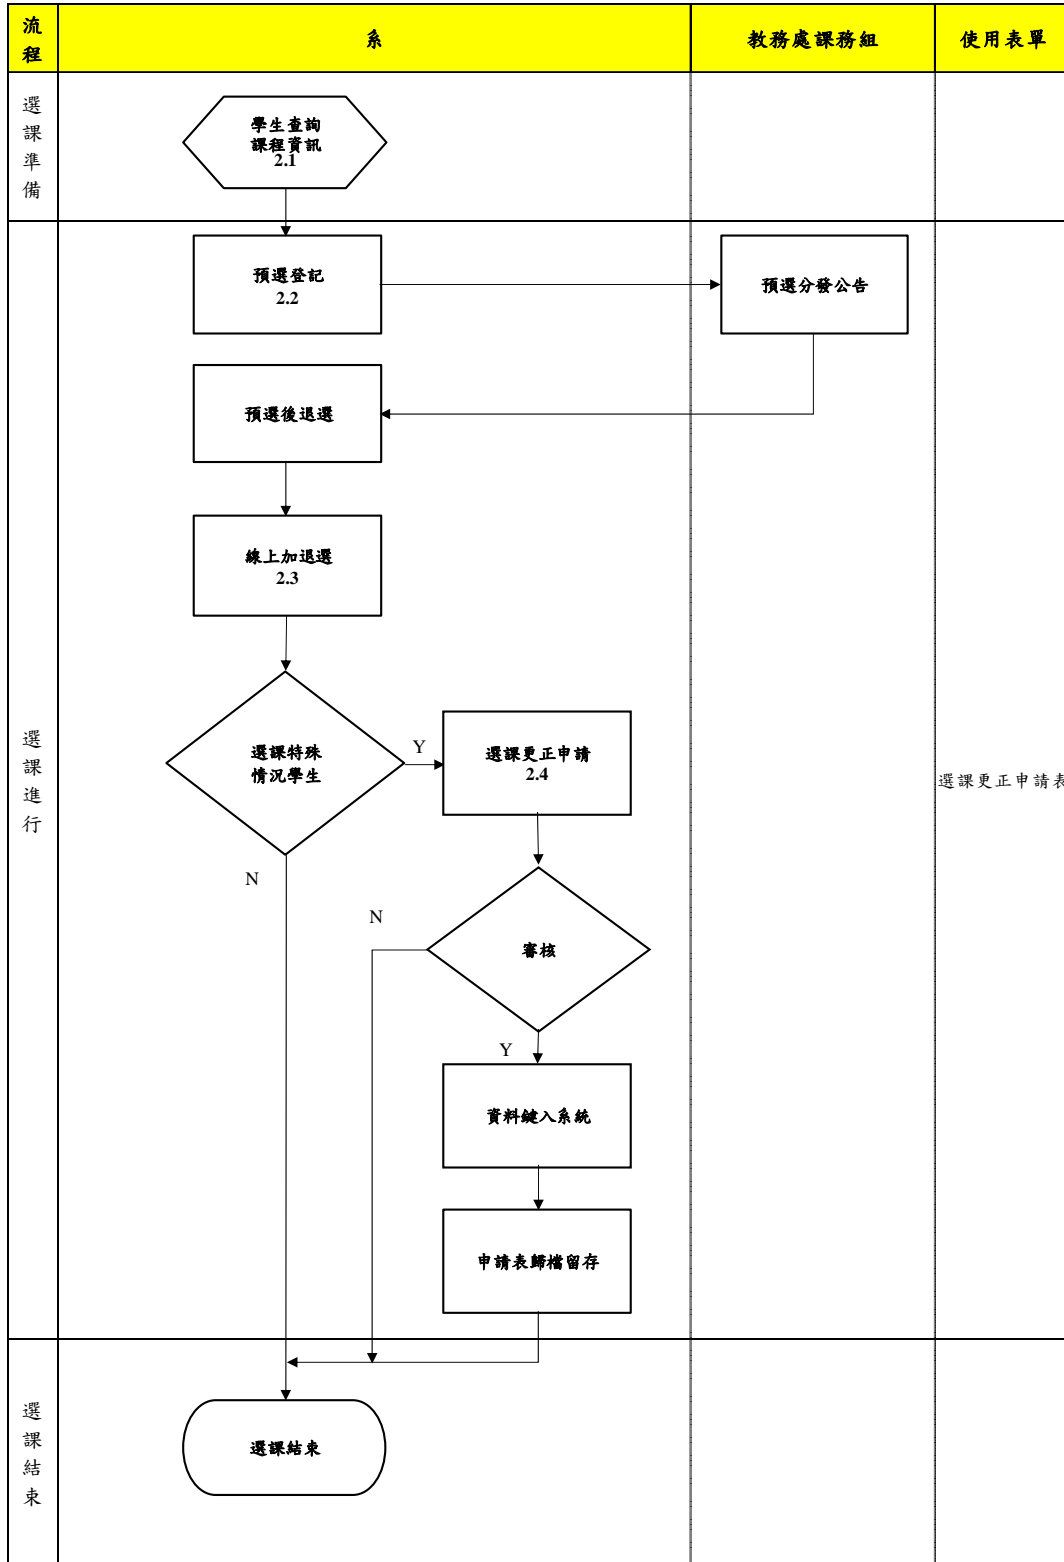 流程
系
教務處課務組
使用表單
選課準備
學生查詢
課程資訊
2.1
選課進行
預選登記
2.2
預選分發公告
預選後退選
線上加退選
2.3
選課特殊
情況學生
Y
選課更正申請
2.4
選課更正申請表
N
N
審核
Y
資料鍵入系統
申請表歸檔留存
選課結束
選課結束